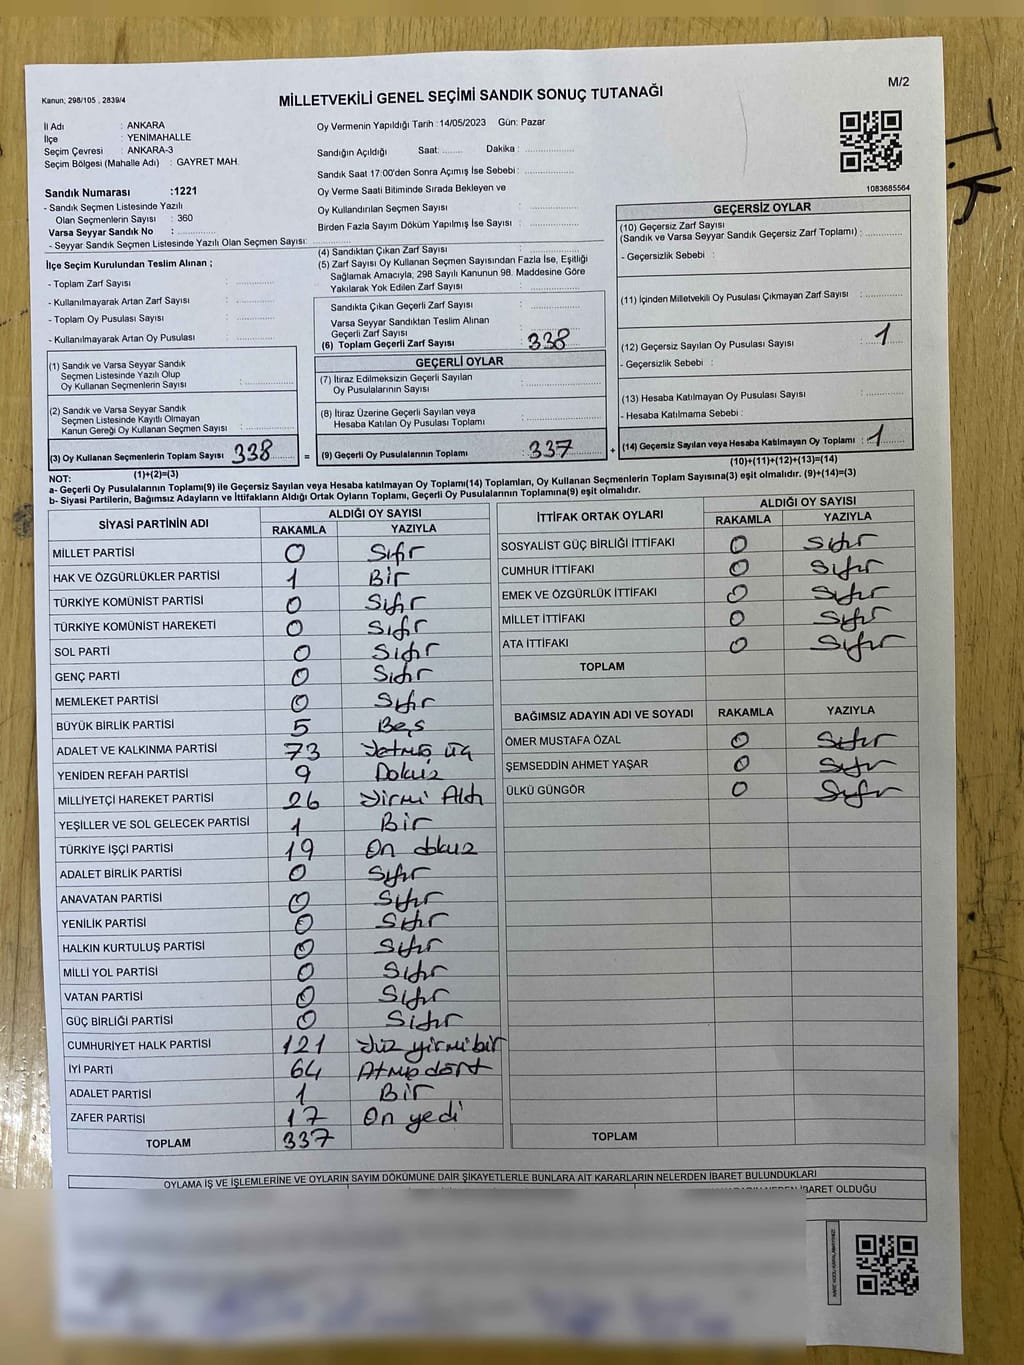 Kanun; 298/105 , 2839/4
M/2
MİLLETVEKİLİ GENEL SEÇİMİ SANDIK SONUÇ TUTANAĞI
T.K
İl Adı : ANKARA
İlçe : YENİMAHALLE
Seçim Çevresi : ANKARA-3
Seçim Bölgesi (Mahalle Adı) : GAYRET MAH.
Sandık Numarası :1221
- Sandık Seçmen Listesinde Yazılı
Olan Seçmenlerin Sayısı : 360
Varsa Seyyar Sandık No : ............
- Seyyar Sandık Seçmen Listesinde Yazılı Olan Seçmen Sayısı: ............
Oy Vermenin Yapıldığı Tarih : 14/05/2023 Gün: Pazar
Sandığın Açıldığı Saat: ........ Dakika : ............
Sandık Saat 17:00'den Sonra Açımış İse Sebebi : ............
Oy Verme Saati Bitiminde Sırada Bekleyen ve
Oy Kullandırılan Seçmen Sayısı : ............
Birden Fazla Sayım Döküm Yapılmış İse Sayısı : ............
1083685564
İlçe Seçim Kurulundan Teslim Alınan ;
- Toplam Zarf Sayısı : ............
- Kullanılmayarak Artan Zarf Sayısı : ............
- Toplam Oy Pusulası Sayısı : ............
- Kullanılmayarak Artan Oy Pusulası : ............
(4) Sandıktan Çıkan Zarf Sayısı : ............
(5) Zarf Sayısı Oy Kullanan Seçmen Sayısından Fazla İse, Eşitliği
Sağlamak Amacıyla, 298 Sayılı Kanunun 98. Maddesine Göre
Yakılarak Yok Edilen Zarf Sayısı : ............
Sandıkta Çıkan Geçerli Zarf Sayısı : ............
Varsa Seyyar Sandıktan Teslim Alınan
Geçerli Zarf Sayısı : ............
(6) Toplam Geçerli Zarf Sayısı : 338
GEÇERSİZ OYLAR
(10) Geçersiz Zarf Sayısı
(Sandık ve Varsa Seyyar Sandık Geçersiz Zarf Toplamı) : ............
- Geçersizlik Sebebi :
(11) İçinden Milletvekili Oy Pusulası Çıkmayan Zarf Sayısı : ............
(12) Geçersiz Sayılan Oy Pusulası Sayısı : 1
- Geçersizlik Sebebi :
(13) Hesaba Katılmayan Oy Pusulası Sayısı : ............
- Hesaba Katılmama Sebebi :
(14) Geçersiz Sayılan veya Hesaba Katılmayan Oy Toplamı : 1
(10)+(11)+(12)+(13)=(14)
(1) Sandık ve Varsa Seyyar Sandık
Seçmen Listesinde Yazılı Olup
Oy Kullanan Seçmenlerin Sayısı : ............
(2) Sandık ve Varsa Seyyar Sandık
Seçmen Listesinde Kayıtlı Olmayan
Kanun Gereği Oy Kullanan Seçmen Sayısı : ............
(3) Oy Kullanan Seçmenlerin Toplam Sayısı 338
(1)+(2)=(3)
GEÇERLİ OYLAR
(7) İtiraz Edilmeksizin Geçerli Sayılan
Oy Pusulalarının Sayısı : ............
(8) İtiraz Üzerine Geçerli Sayılan veya
Hesaba Katılan Oy Pusulası Toplamı : ............
= (9) Geçerli Oy Pusulalarının Toplamı : 337 +
NOT:
a- Geçerli Oy Pusulalarının Toplamı(9) ile Geçersiz Sayılan veya Hesaba katılmayan Oy Toplamı(14) Toplamları, Oy Kullanan Seçmenlerin Toplam Sayısına(3) eşit olmalıdır. (9)+(14)=(3)
b- Siyasi Partilerin, Bağımsız Adayların ve İttifakların Aldığı Ortak Oyların Toplamı, Geçerli Oy Pusulalarının Toplamına(9) eşit olmalıdır.
SİYASİ PARTİNİN ADI ALDIĞI OY SAYISI
RAKAMLA YAZIYLA
MİLLET PARTİSİ 0 Sıfır
HAK VE ÖZGÜRLÜKLER PARTİSİ 1 Bir
TÜRKİYE KOMÜNİST PARTİSİ 0 Sıfır
TÜRKİYE KOMÜNİST HAREKETİ 0 Sıfır
SOL PARTİ 0 Sıfır
GENÇ PARTİ 0 Sıfır
MEMLEKET PARTİSİ 0 Sıfır
BÜYÜK BİRLİK PARTİSİ 5 Beş
ADALET VE KALKINMA PARTİSİ 73 Yetmiş üç
YENİDEN REFAH PARTİSİ 9 Dokuz
MİLLİYETÇİ HAREKET PARTİSİ 26 Yirmi Altı
YEŞİLLER VE SOL GELECEK PARTİSİ 1 Bir
TÜRKİYE İŞÇİ PARTİSİ 19 On dokuz
ADALET BİRLİK PARTİSİ 0 Sıfır
ANAVATAN PARTİSİ 0 Sıfır
YENİLİK PARTİSİ 0 Sıfır
HALKIN KURTULUŞ PARTİSİ 0 Sıfır
MİLLİ YOL PARTİSİ 0 Sıfır
VATAN PARTİSİ 0 Sıfır
GÜÇ BİRLİĞİ PARTİSİ 0 Sıfır
CUMHURİYET HALK PARTİSİ 121 Yüz yirmi bir
İYİ PARTİ 64 Atmış dört
ADALET PARTİSİ 1 Bir
ZAFER PARTİSİ 17 On yedi
TOPLAM 337
İTTİFAK ORTAK OYLARI ALDIĞI OY SAYISI
RAKAMLA YAZIYLA
SOSYALİST GÜÇ BİRLİĞİ İTTİFAKI 0 Sıfır
CUMHUR İTTİFAKI 0 Sıfır
EMEK VE ÖZGÜRLÜK İTTİFAKI 0 Sıfır
MİLLET İTTİFAKI 0 Sıfır
ATA İTTİFAKI 0 Sıfır
TOPLAM
BAĞIMSIZ ADAYIN ADI VE SOYADI RAKAMLA YAZIYLA
ÖMER MUSTAFA ÖZAL 0 Sıfır
ŞEMSEDDİN AHMET YAŞAR 0 Sıfır
ÜLKÜ GÜNGÖR 0 Sıfır
TOPLAM
OYLAMA İŞ VE İŞLEMLERİNE VE OYLARIN SAYIM DÖKÜMÜNE DAİR ŞİKAYETLERLE BUNLARA AİT KARARLARIN NELERDEN İBARET BULUNDUKLARI
İBARET OLDUĞU